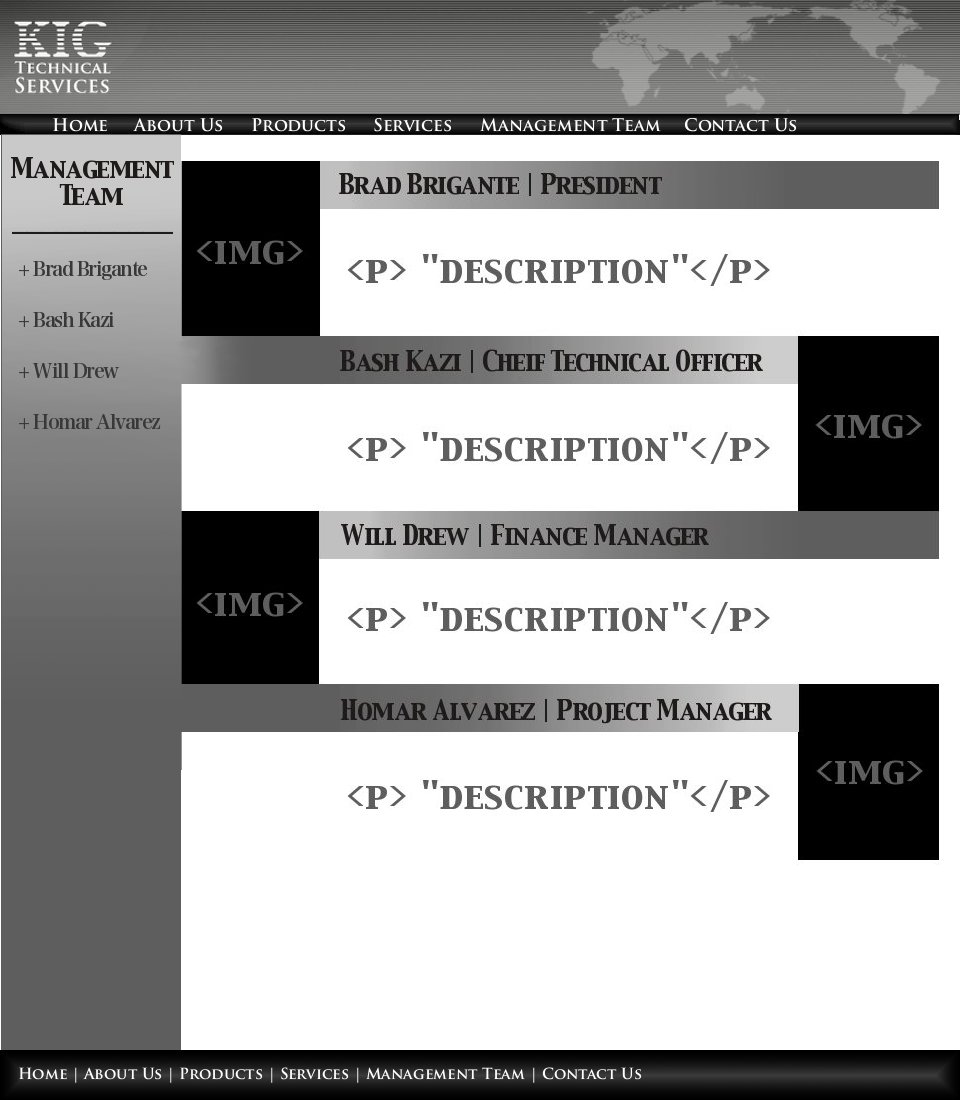 KIG
Technical
Services
Home About Us Products Services Management Team Contact Us
Management
Team
+ Brad Brigante
+ Bash Kazi
+ Will Drew
+ Homar Alvarez
<IMG>
Brad Brigante | President
<P> "DESCRIPTION"</P>
Bash Kazi | Cheif Technical Officer
<P> "DESCRIPTION"</P>
<IMG>
<IMG>
Will Drew | Finance Manager
<P> "DESCRIPTION"</P>
Homar Alvarez | Project Manager
<P> "DESCRIPTION"</P>
<IMG>
Home | About Us | Products | Services | Management Team | Contact Us